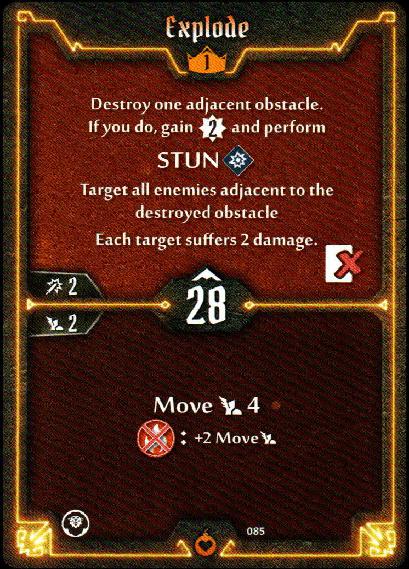 Explode
1
Destroy one adjacent obstacle.
If you do, gain 2 and perform
STUN
Target all enemies adjacent to the
destroyed obstacle
Each target suffers 2 damage.
2
28
2
Move 4
: +2 Move
085